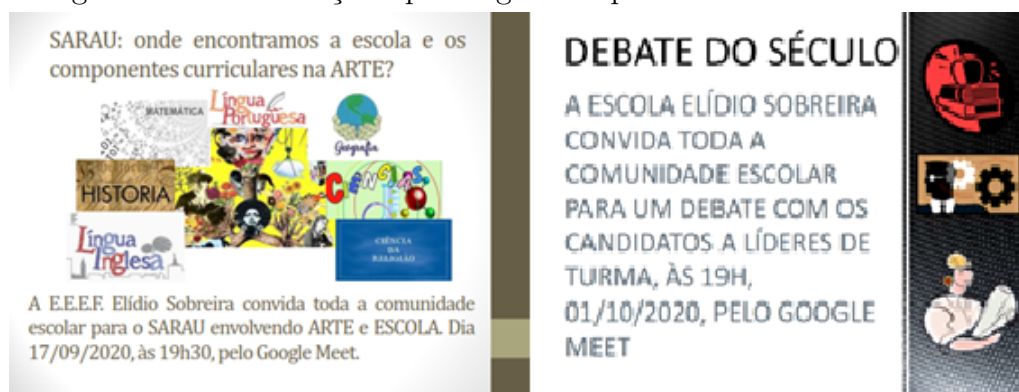 SARAU: onde encontramos a escola e os
componentes curriculares na ARTE?
MATEMÁTICA
Língua
Portuguesa
Geografia
HISTORIA
CIENCIAS
Língua
Inglesa
CIÊNCIA
DA
RELIGIÃO
A E.E.E.F. Elídio Sobreira convida toda a comunidade
escolar para o SARAU envolvendo ARTE e ESCOLA. Dia
17/09/2020, às 19h30, pelo Google Meet.
DEBATE DO SÉCULO
A ESCOLA ELÍDIO SOBREIRA
CONVIDA TODA A
COMUNIDADE ESCOLAR
PARA UM DEBATE COM OS
CANDIDATOS A LÍDERES DE
TURMA, ÀS 19H,
01/10/2020, PELO GOOGLE
MEET